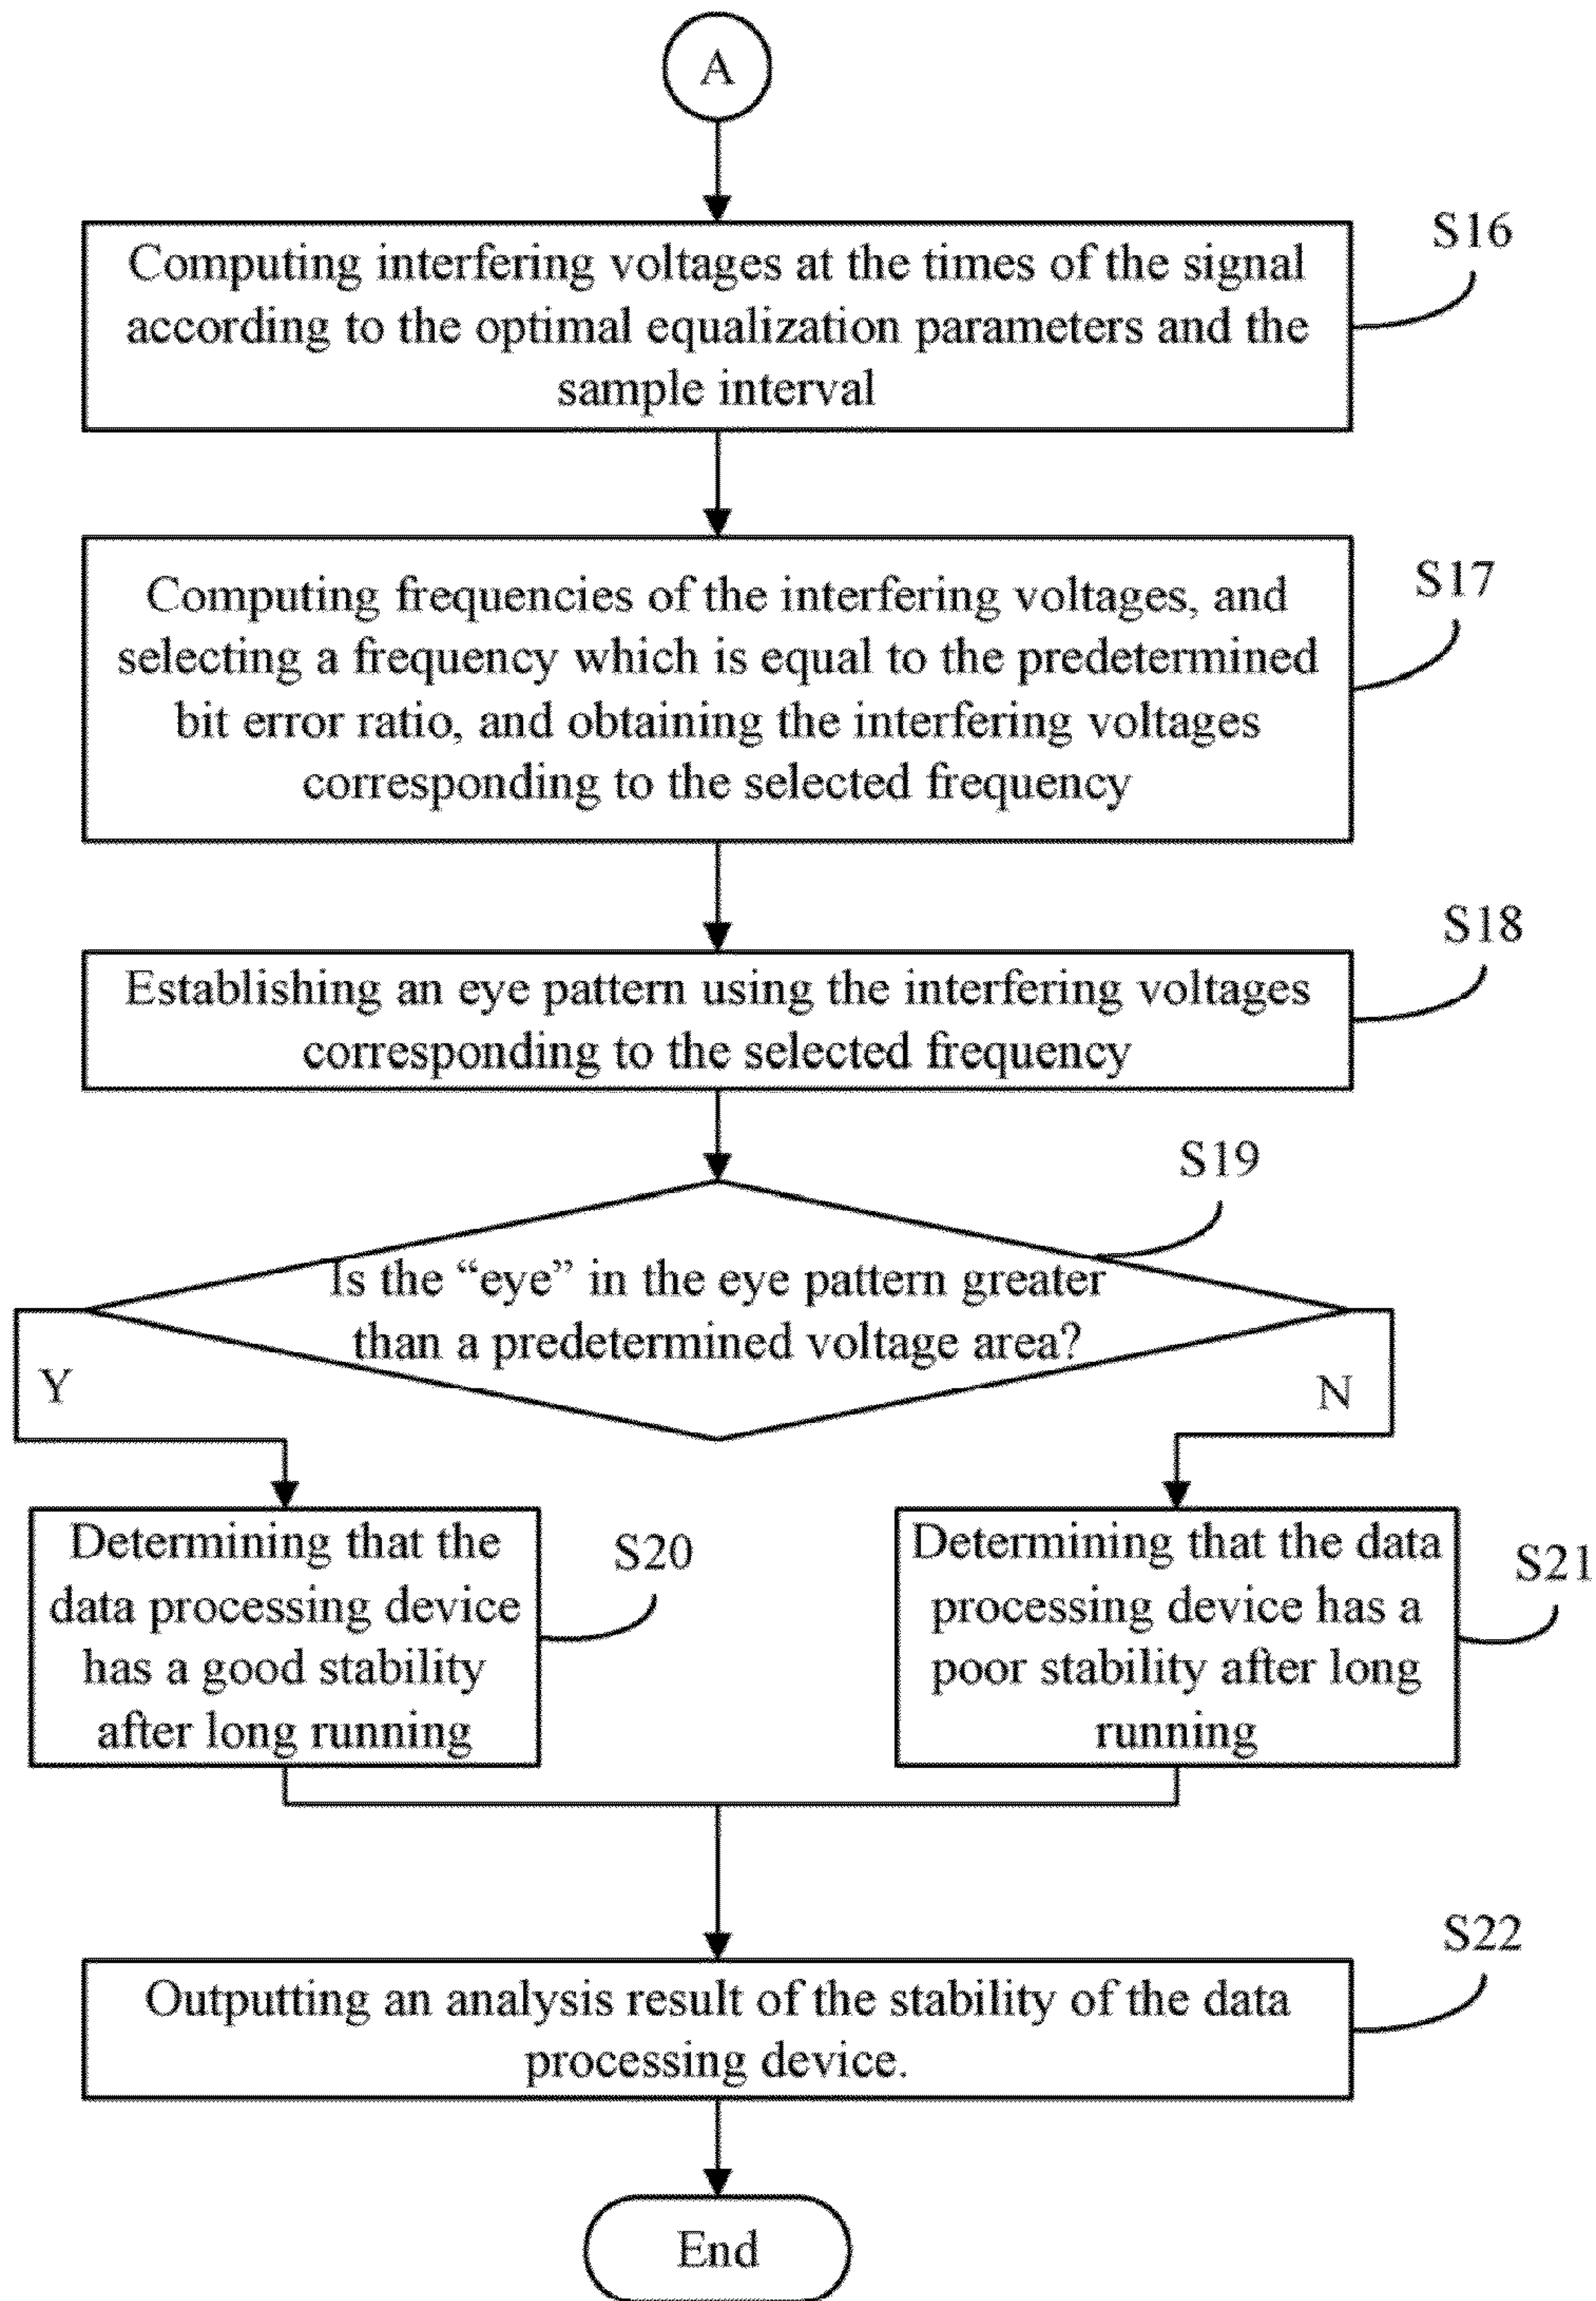 A
S16
Computing interfering voltages at the times of the signal
according to the optimal equalization parameters and the
sample interval
S17
Computing frequencies of the interfering voltages, and
selecting a frequency which is equal to the predetermined
bit error ratio, and obtaining the interfering voltages
corresponding to the selected frequency
S18
Establishing an eye pattern using the interfering voltages
corresponding to the selected frequency
S19
Is the “eye” in the eye pattern greater
than a predetermined voltage area?
Y
N
Determining that the
data processing device
has a good stability
after long running
S20
Determining that the data
processing device has a
poor stability after long
running
S21
S22
Outputting an analysis result of the stability of the data
processing device.
End